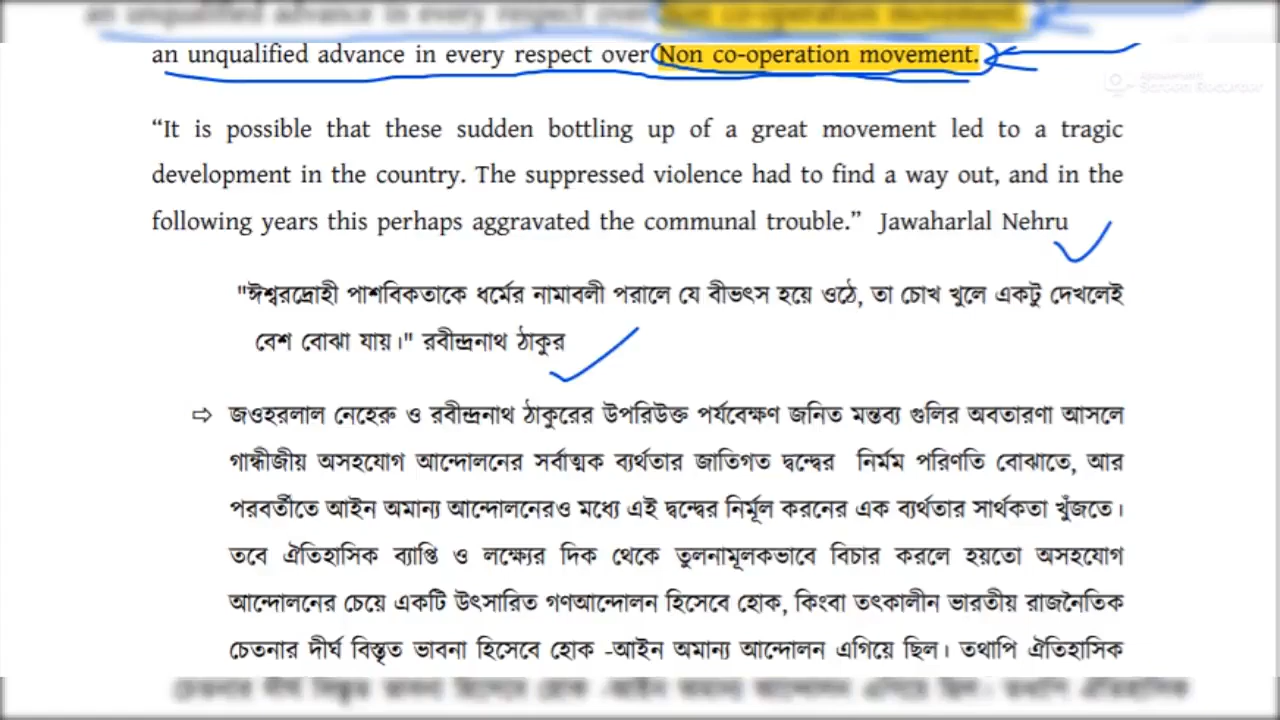 an unqualified advance in every respect over Non co-operation movement.
“It is possible that these sudden bottling up of a great movement led to a tragic
development in the country. The suppressed violence had to find a way out, and in the
following years this perhaps aggravated the communal trouble.” Jawaharlal Nehru
"ঈশ্বরদ্রোহী পাশবিকতাকে ধর্মের নামাবলী পরালে যে বীভৎস হয়ে ওঠে, তা চোখ খুলে একটু দেখলেই
বেশ বোঝা যায়।" রবীন্দ্রনাথ ঠাকুর
⇨ জওহরলাল নেহেরু ও রবীন্দ্রনাথ ঠাকুরের উপরিউক্ত পর্যবেক্ষণ জনিত মন্তব্য গুলির অবতারণা আসলে
গান্ধীজীয় অসহযোগ আন্দোলনের সর্বাত্মক ব্যর্থতার জাতিগত দ্বন্দ্বের নির্মম পরিণতি বোঝাতে, আর
পরবর্তীতে আইন অমান্য আন্দোলনেরও মধ্যে এই দ্বন্দ্বের নির্মূল করনের এক ব্যর্থতার সার্থকতা খুঁজতে।
তবে ঐতিহাসিক ব্যাপ্তি ও লক্ষ্যের দিক থেকে তুলনামূলকভাবে বিচার করলে হয়তো অসহযোগ
আন্দোলনের চেয়ে একটি উৎসারিত গণআন্দোলন হিসেবে হোক, কিংবা তৎকালীন ভারতীয় রাজনৈতিক
চেতনার দীর্ঘ বিস্তৃত ভাবনা হিসেবে হোক -আইন অমান্য আন্দোলন এগিয়ে ছিল। তথাপি ঐতিহাসিক